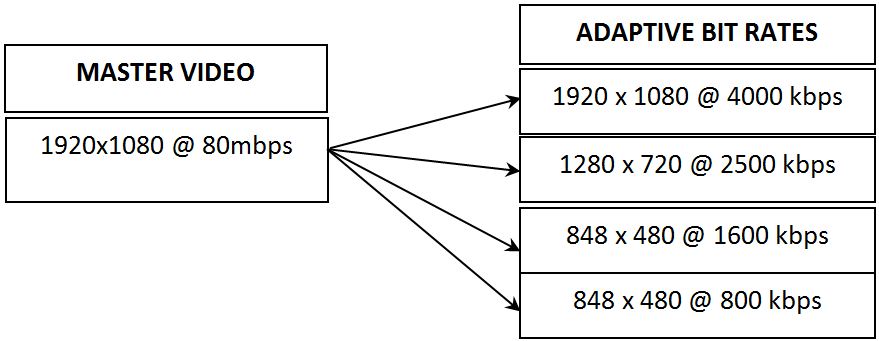 MASTER VIDEO
1920x1080 @ 80mbps
ADAPTIVE BIT RATES
1920 x 1080 @ 4000 kbps
1280 x 720 @ 2500 kbps
848 x 480 @ 1600 kbps
848 x 480 @ 800 kbps